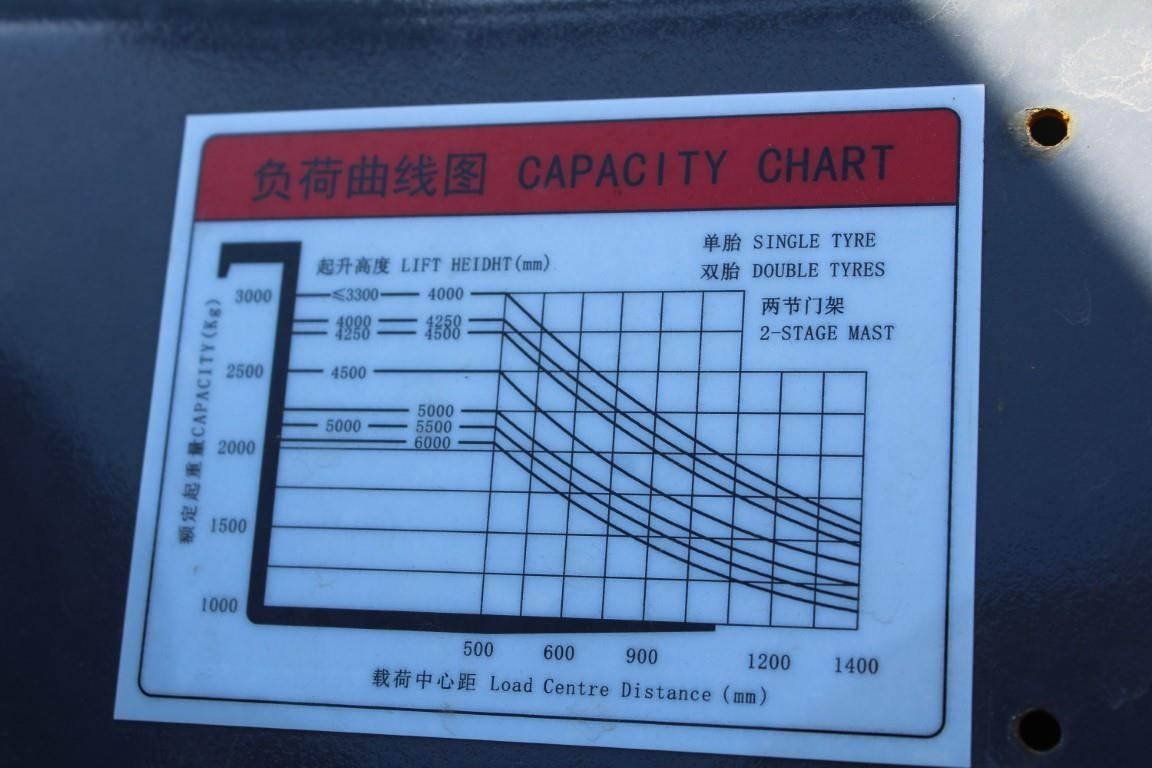 负荷曲线图 CAPACITY CHART
单胎 SINGLE TYRE
双胎 DOUBLE TYRES
起升高度 LIFT HEIDHT(mm)
两节门架
2-STAGE MAST
额定起重量CAPACITY(Kg)
3000 ≤3300 4000
4000 4250
4250 4500
2500 4500
5000
5000 5500
2000 6000
1500
1000
500 600 900 1200 1400
载荷中心距 Load Centre Distance (mm)